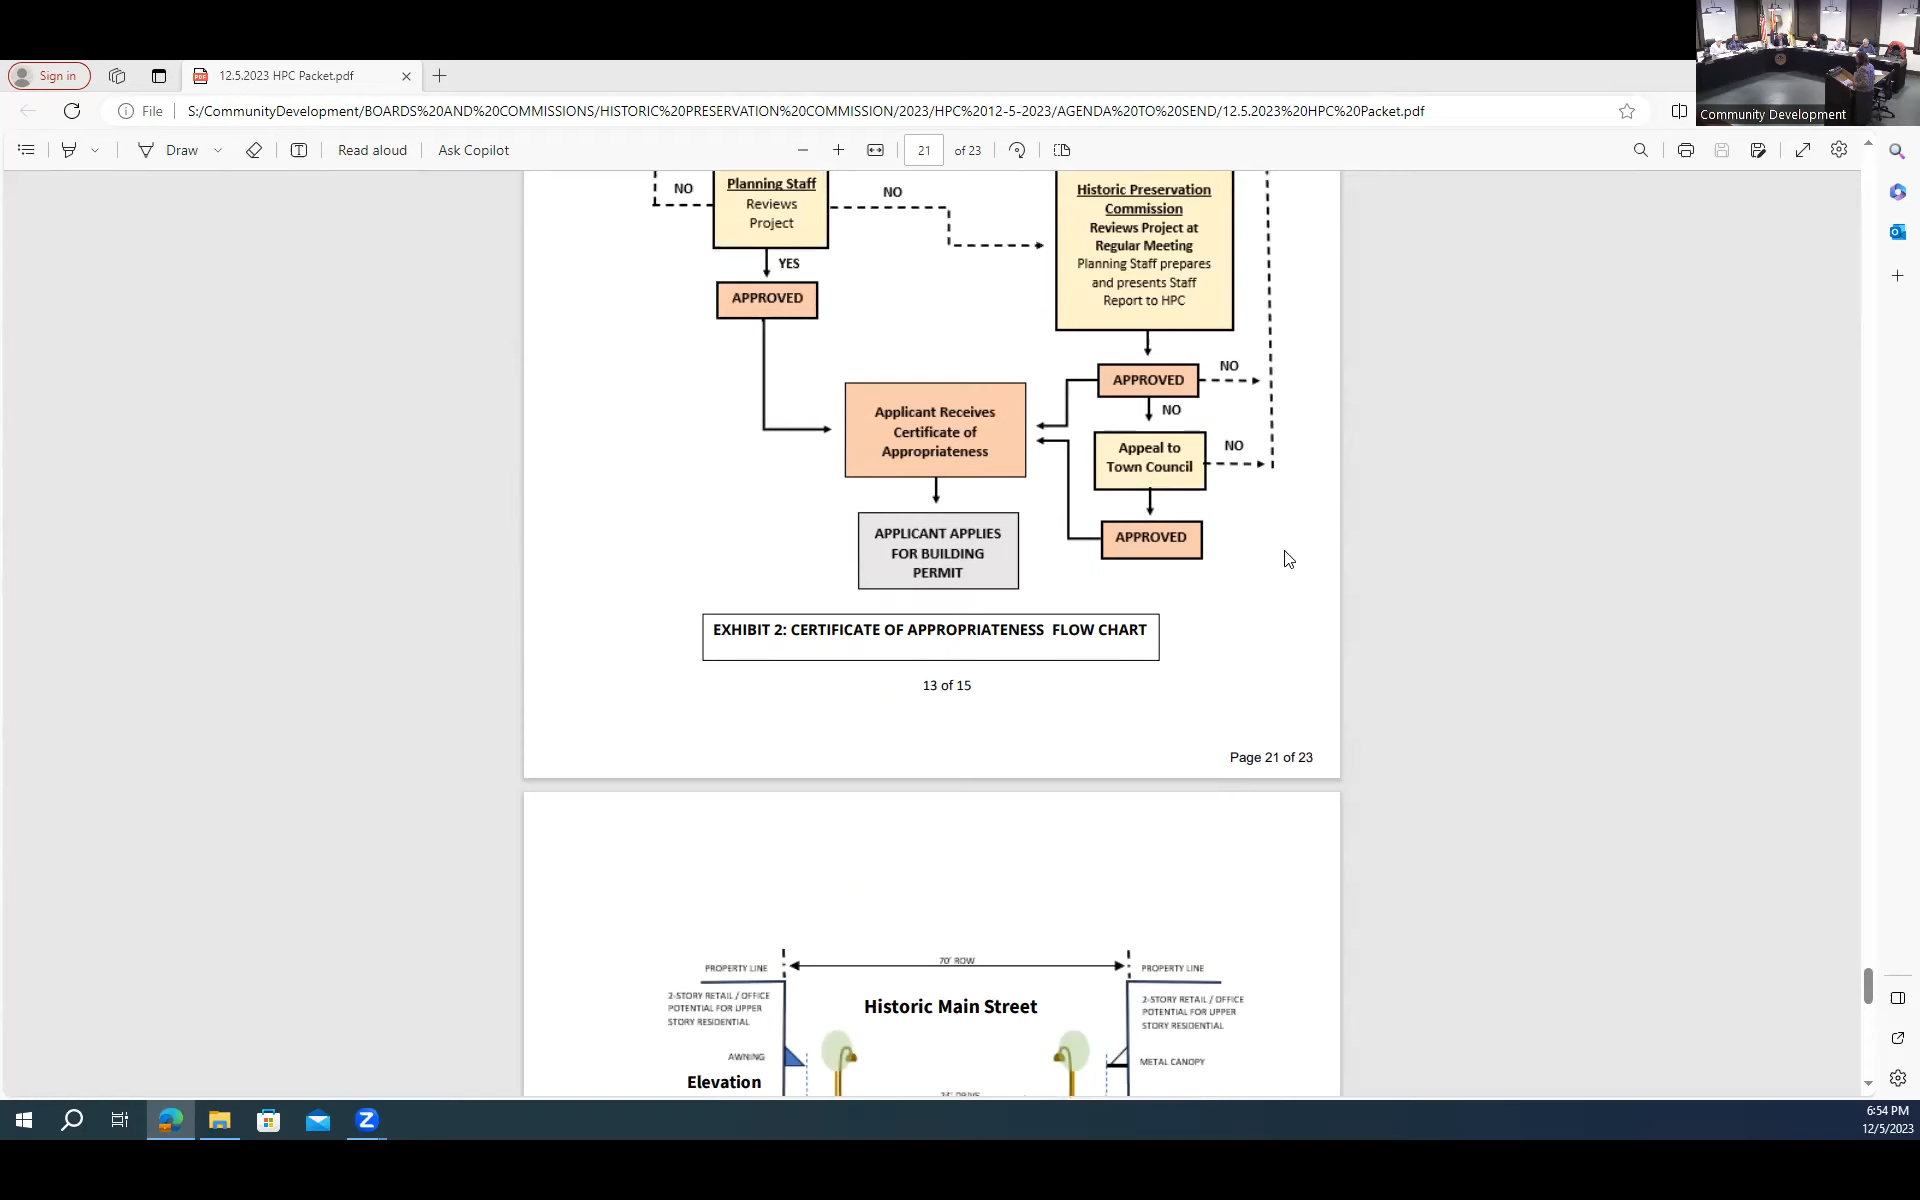 Sign in
12.5.2023 HPC Packet.pdf
File
S:/CommunityDevelopment/BOARDS%20AND%20COMMISSIONS/HISTORIC%20PRESERVATION%20COMMISSION/2023/HPC%2012-5-2023/AGENDA%20TO%20SEND/12.5.2023%20HPC%20Packet.pdf
Community Development
Draw
Read aloud
Ask Copilot
21
of 23
NO
Planning Staff
Reviews
Project
NO
Historic Preservation
Commission
Reviews Project at
Regular Meeting
Planning Staff prepares
and presents Staff
Report to HPC
YES
APPROVED
APPROVED
NO
NO
Applicant Receives
Certificate of
Appropriateness
Appeal to
Town Council
NO
APPROVED
APPLICANT APPLIES
FOR BUILDING
PERMIT
EXHIBIT 2: CERTIFICATE OF APPROPRIATENESS FLOW CHART
13 of 15
Page 21 of 23
PROPERTY LINE
70' ROW
PROPERTY LINE
2-STORY RETAIL / OFFICE
POTENTIAL FOR UPPER
STORY RESIDENTIAL
Historic Main Street
2-STORY RETAIL / OFFICE
POTENTIAL FOR UPPER
STORY RESIDENTIAL
AWNING
METAL CANOPY
Elevation
6:54 PM
12/5/2023